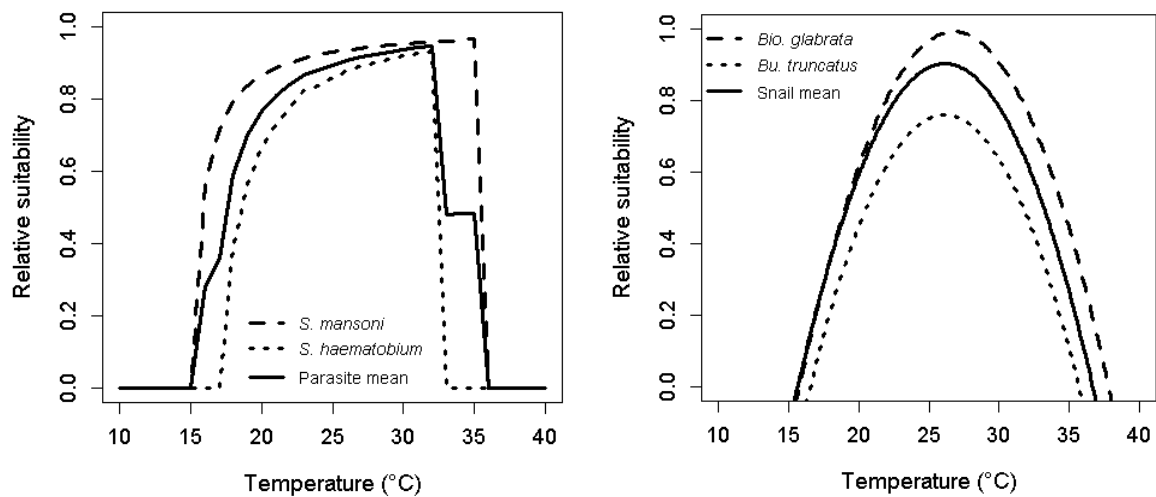 Relative suitability
1.0
0.8
0.6
0.4
0.2
0.0
S. mansoni
S. haematobium
Parasite mean
10 15 20 25 30 35 40
Temperature (°C)
Relative suitability
1.0
0.8
0.6
0.4
0.2
0.0
Bio. glabrata
Bu. truncatus
Snail mean
10 15 20 25 30 35 40
Temperature (°C)